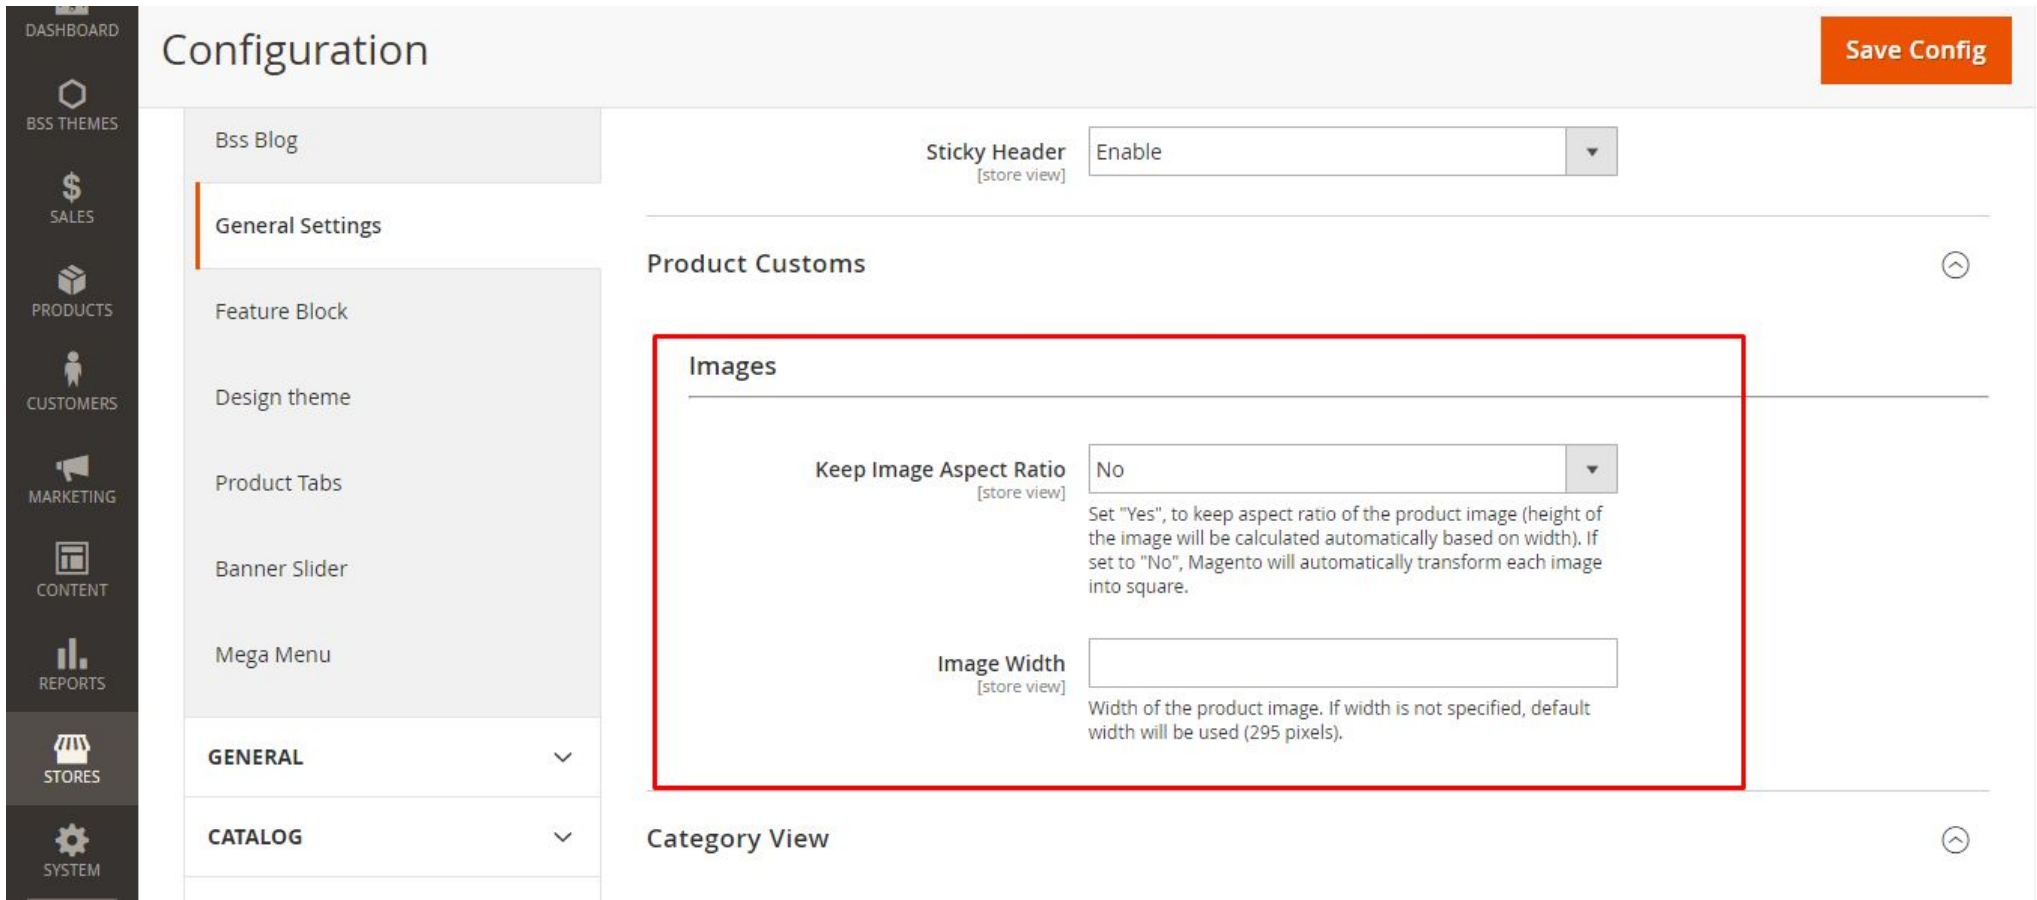 DASHBOARD
BSS THEMES
$
SALES
PRODUCTS
CUSTOMERS
MARKETING
CONTENT
REPORTS
STORES
SYSTEM
Configuration
Save Config
Bss Blog
General Settings
Feature Block
Design theme
Product Tabs
Banner Slider
Mega Menu
GENERAL
CATALOG
Sticky Header
[store view]
Enable
Product Customs
Images
Keep Image Aspect Ratio
[store view]
No
Set "Yes", to keep aspect ratio of the product image (height of
the image will be calculated automatically based on width). If
set to "No", Magento will automatically transform each image
into square.
Image Width
[store view]
Width of the product image. If width is not specified, default
width will be used (295 pixels).
Category View